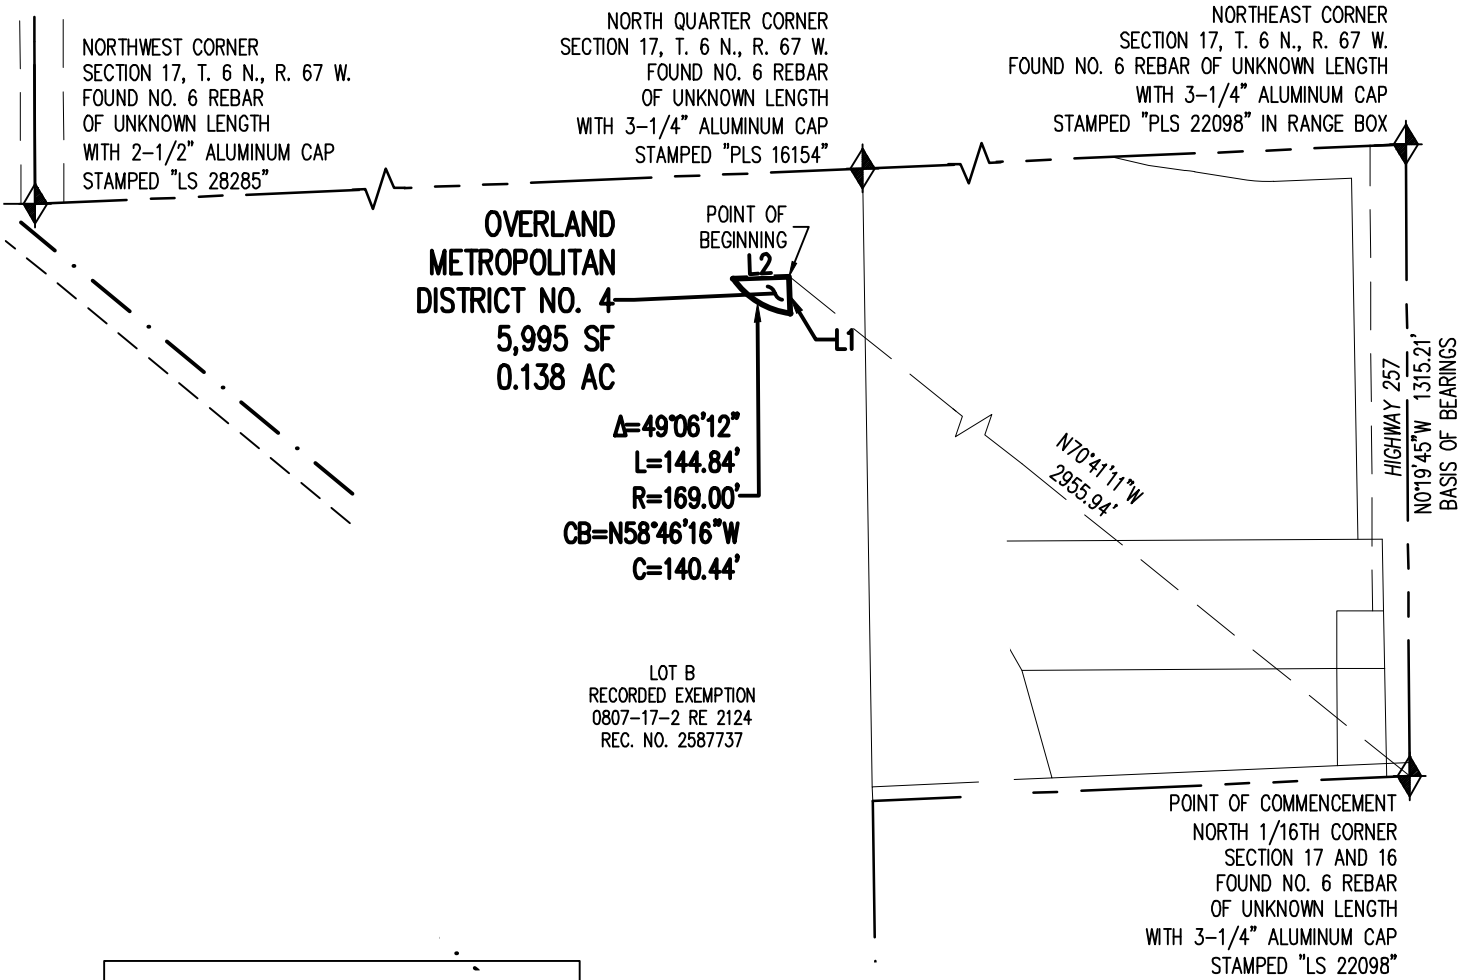 NORTHWEST CORNER
SECTION 17, T. 6 N., R. 67 W.
FOUND NO. 6 REBAR
OF UNKNOWN LENGTH
WITH 2-1/2" ALUMINUM CAP
STAMPED "LS 28285"
NORTH QUARTER CORNER
SECTION 17, T. 6 N., R. 67 W.
FOUND NO. 6 REBAR
OF UNKNOWN LENGTH
WITH 3-1/4" ALUMINUM CAP
STAMPED "PLS 16154"
NORTHEAST CORNER
SECTION 17, T. 6 N., R. 67 W.
FOUND NO. 6 REBAR OF UNKNOWN LENGTH
WITH 3-1/4" ALUMINUM CAP
STAMPED "PLS 22098" IN RANGE BOX
OVERLAND
METROPOLITAN
DISTRICT NO. 4
5,995 SF
0.138 AC
POINT OF
BEGINNING
L2
L1
Δ=49°06'12"
L=144.84'
R=169.00'
CB=N58°46'16"W
C=140.44'
N70°41'11"W
2955.94'
HIGHWAY 257
N0°19'45"W 1315.21'
BASIS OF BEARINGS
LOT B
RECORDED EXEMPTION
0807-17-2 RE 2124
REC. NO. 2587737
POINT OF COMMENCEMENT
NORTH 1/16TH CORNER
SECTION 17 AND 16
FOUND NO. 6 REBAR
OF UNKNOWN LENGTH
WITH 3-1/4" ALUMINUM CAP
STAMPED "LS 22098"